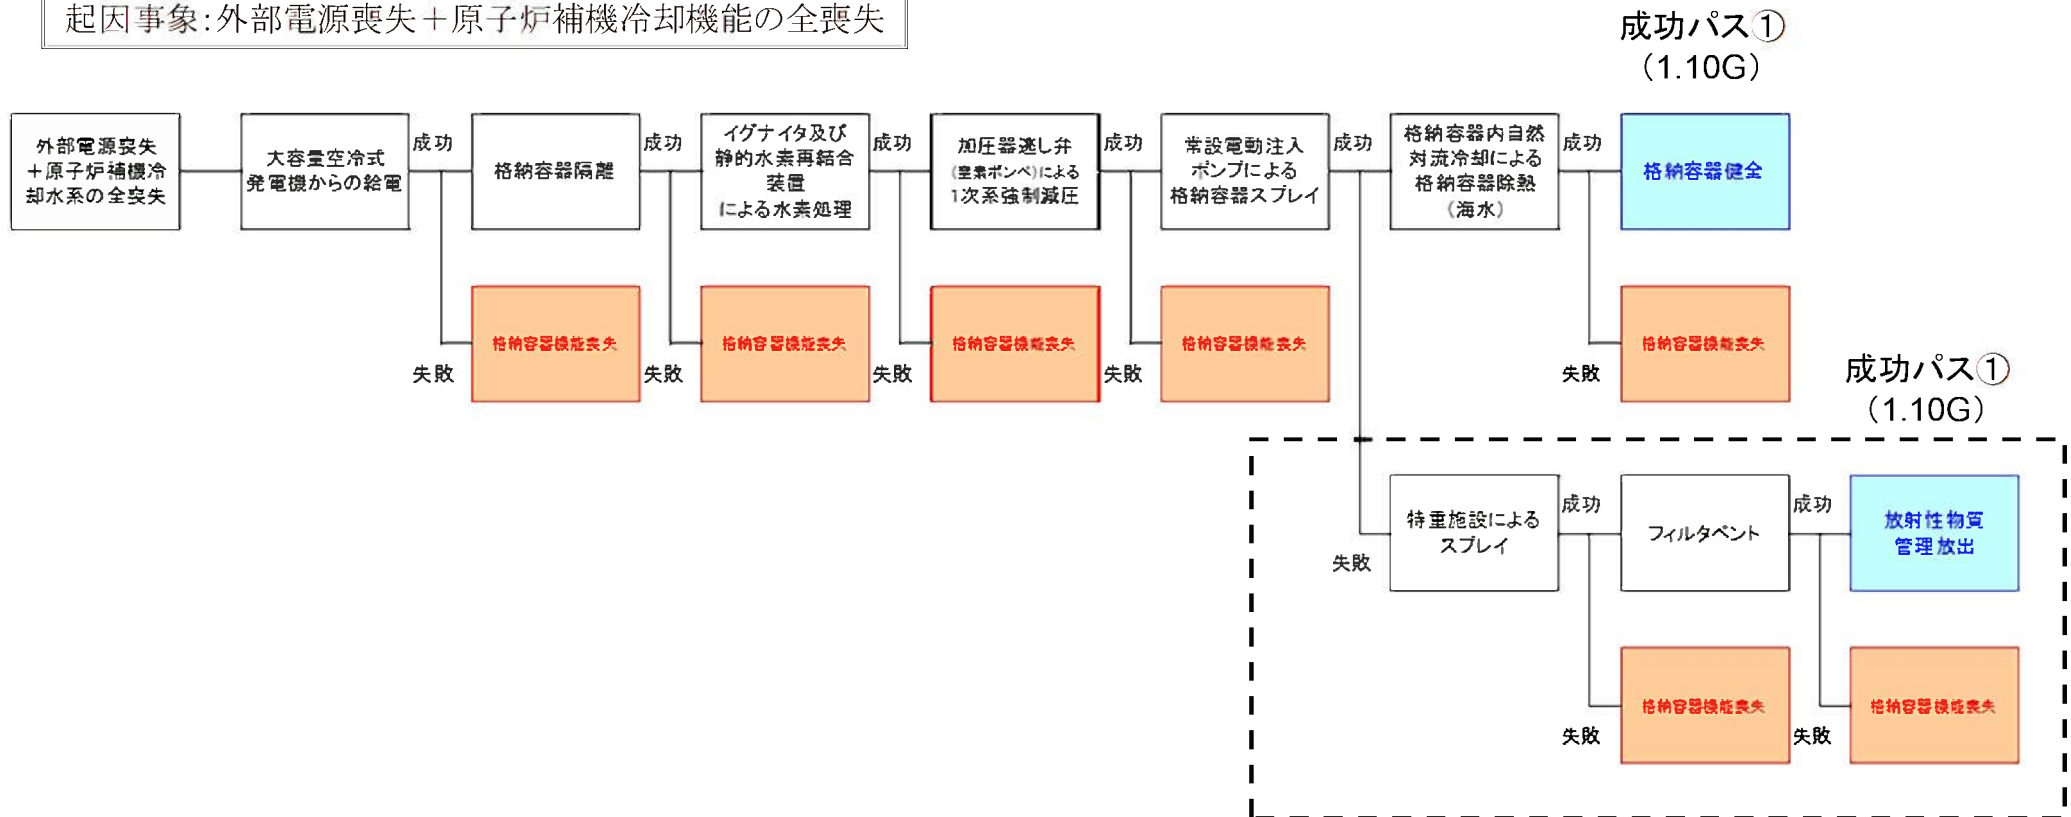 起因事象:外部電源喪失+原子炉補機冷却機能の全喪失
成功パス①
(1.10G)
外部電源喪失
+原子炉補機冷
却水系の全喪失
大容量空冷式
発電機からの給電
成功
格納容器隔離
成功
イグナイタ及び
静的水素再結合
装置
による水素処理
成功
加圧器逃し弁
(窒素ボンベ)による
1次系強制減圧
成功
常設電動注入
ポンプによる
格納容器スプレイ
成功
格納容器内自然
対流冷却による
格納容器除熱
(海水)
成功
格納容器健全
失敗
格納容器機能喪失
失敗
格納容器機能喪失
失敗
格納容器機能喪失
失敗
格納容器機能喪失
失敗
格納容器機能喪失
成功パス①
(1.10G)
失敗
特重施設による
スプレイ
成功
フィルタベント
成功
放射性物質
管理放出
失敗
格納容器機能喪失
失敗
格納容器機能喪失